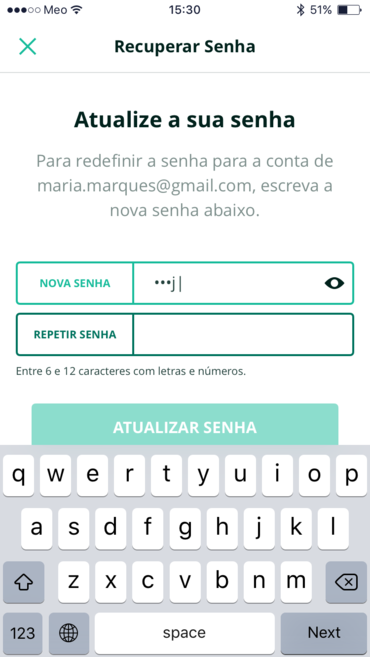 Meo 15:30 51%
Recuperar Senha
Atualize a sua senha
Para redefinir a senha para a conta de
maria.marques@gmail.com, escreva a
nova senha abaixo.
NOVA SENHA •••j
REPETIR SENHA
Entre 6 e 12 caracteres com letras e números.
ATUALIZAR SENHA
q w e r t y u i o p
a s d f g h j k l
z x c v b n m
123 space Next